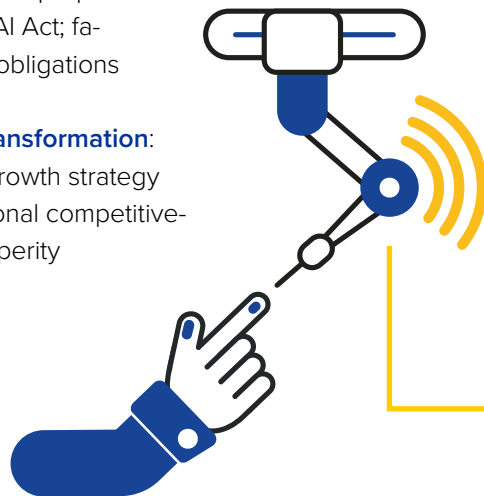 AI Act; fa-
obligations
ansformation:
rowth strategy
onal competitive-
perity